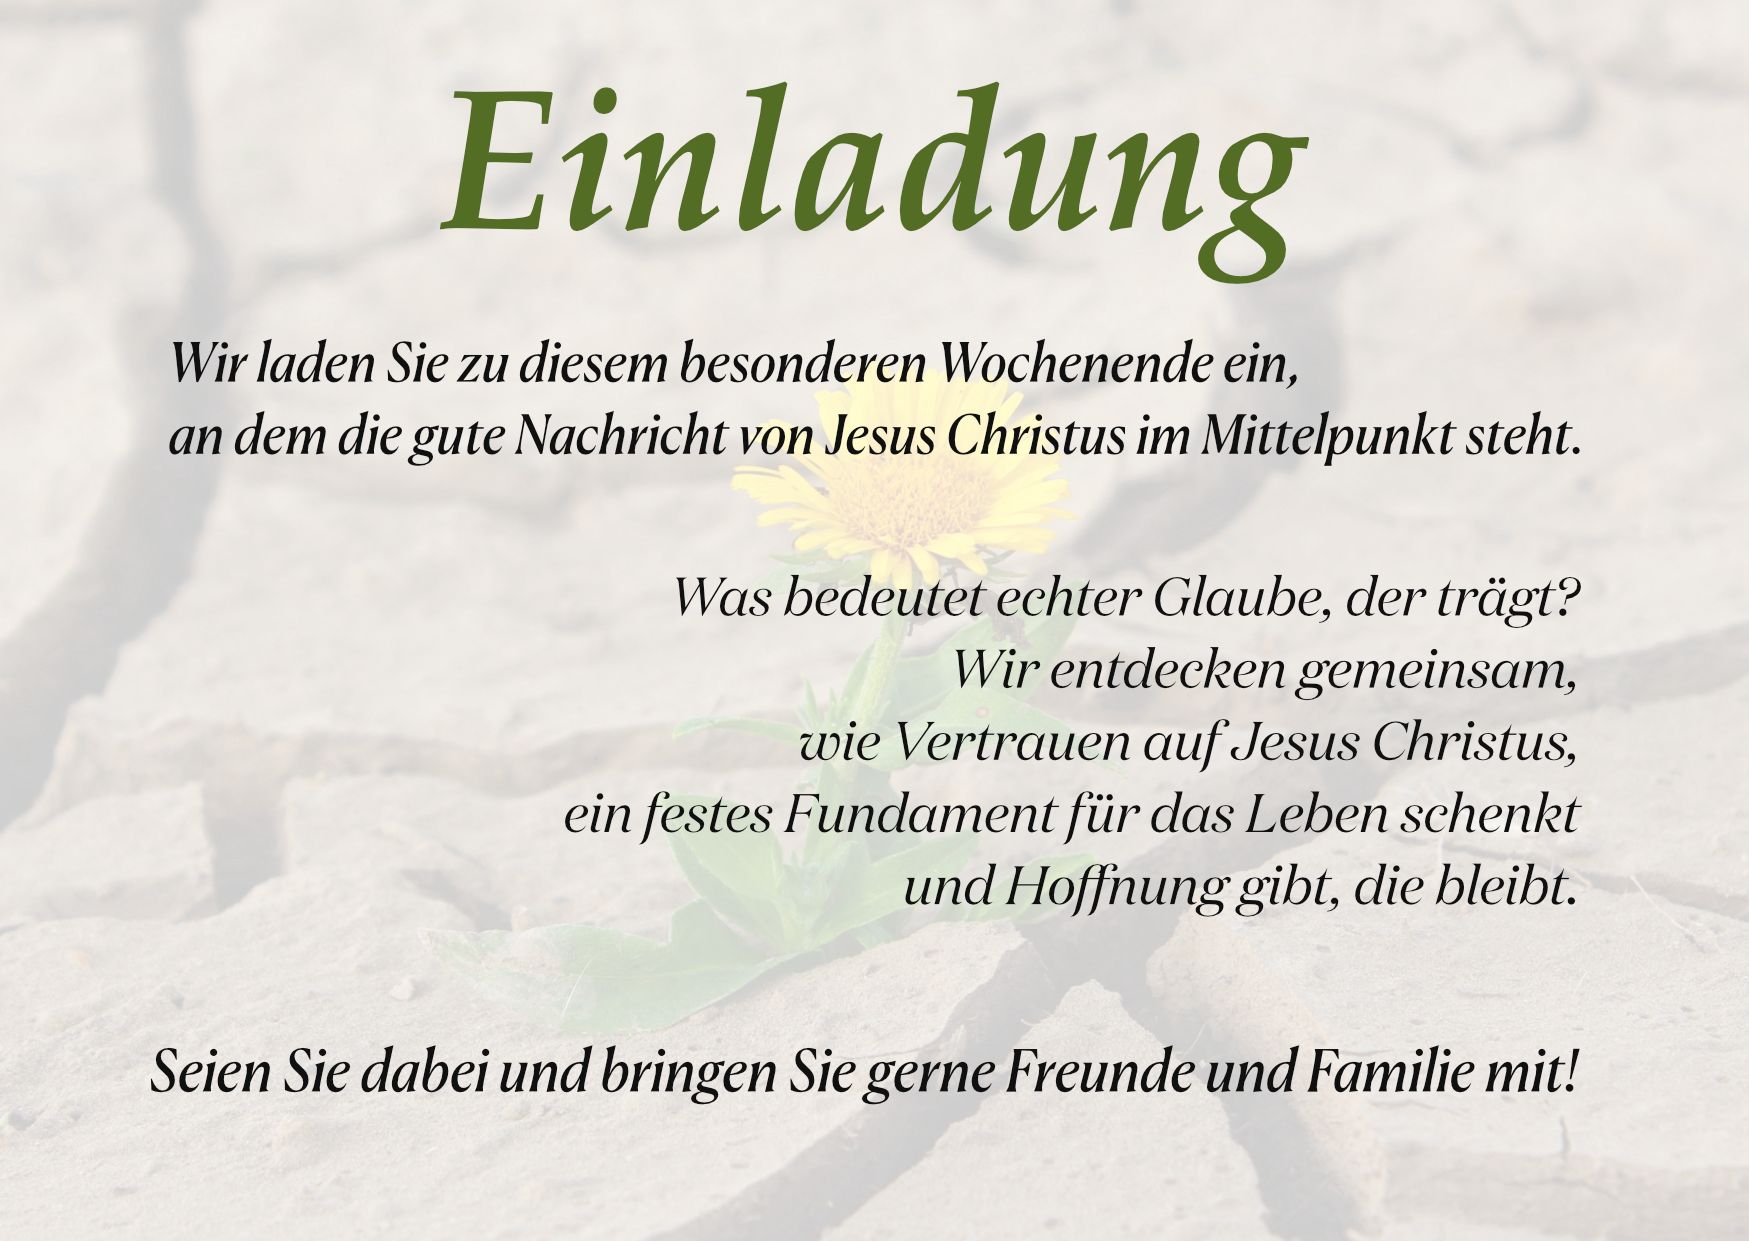 Einladung
Wir laden Sie zu diesem besonderen Wochenende ein,
an dem die gute Nachricht von Jesus Christus im Mittelpunkt steht.
Was bedeutet echter Glaube, der trägt?
Wir entdecken gemeinsam,
wie Vertrauen auf Jesus Christus,
ein festes Fundament für das Leben schenkt
und Hoffnung gibt, die bleibt.
Seien Sie dabei und bringen Sie gerne Freunde und Familie mit!